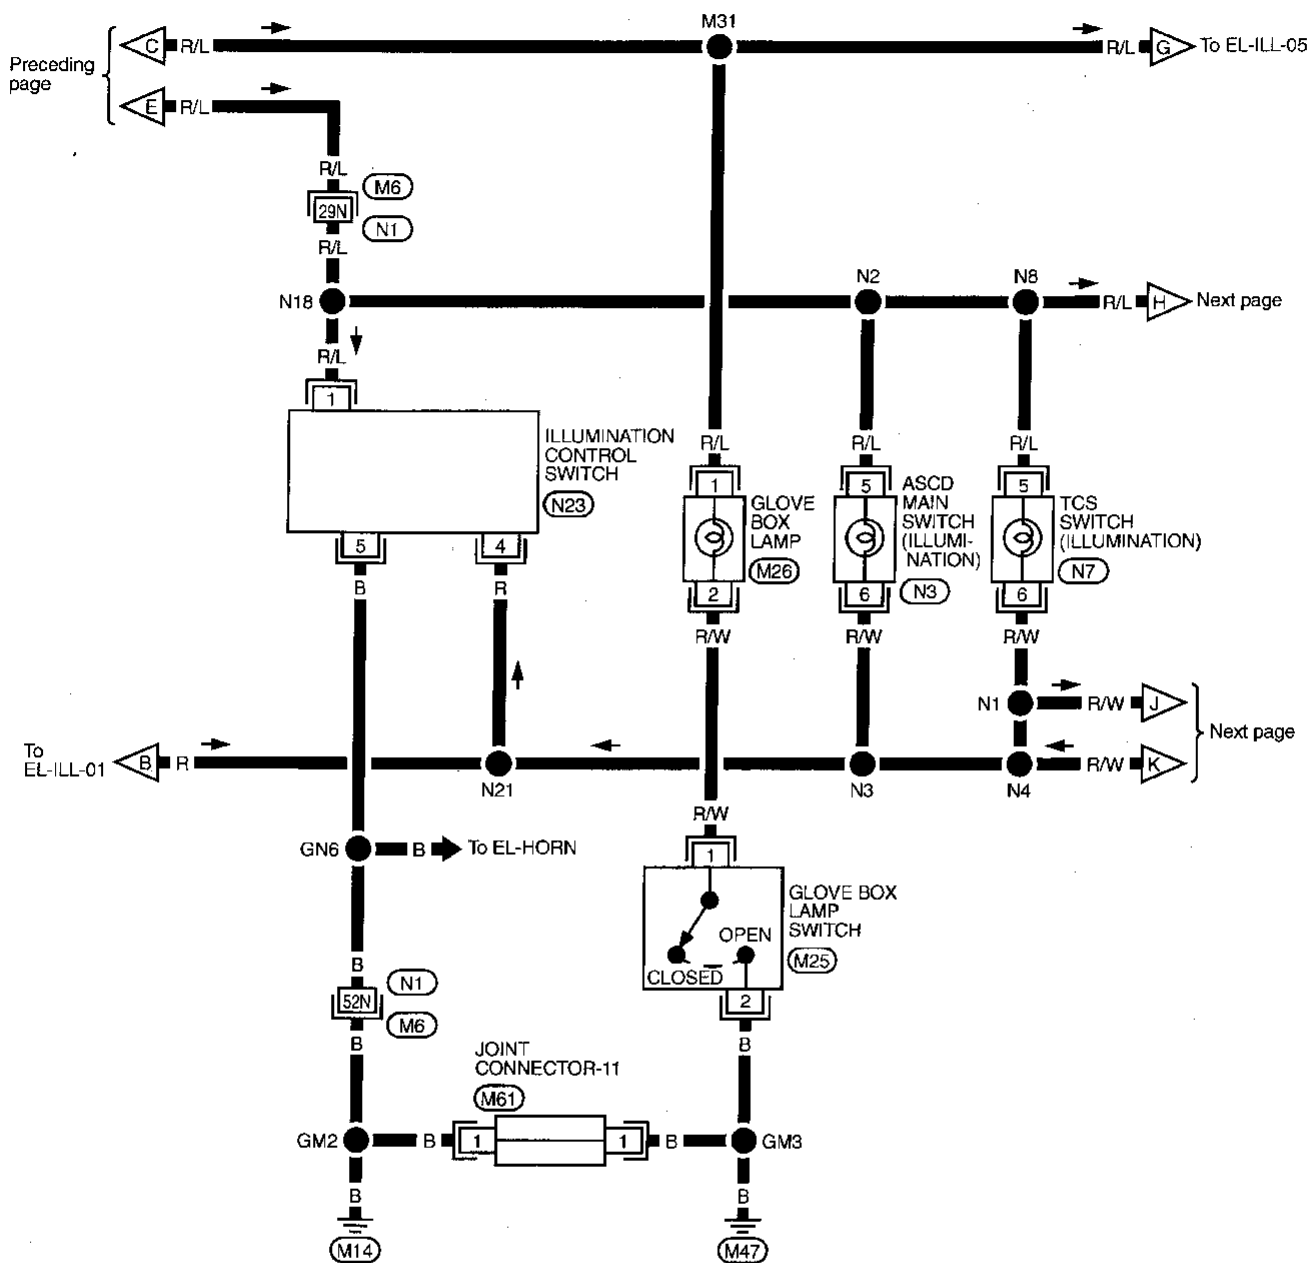 M31
Preceding
page
C R/L
R/L G To EL-ILL-05
E R/L
R/L
M6
29N
N1
R/L
N18
N2
N8
R/L H Next page
R/L
1
ILLUMINATION
CONTROL
SWITCH
N23
5
4
B
R
R/L
1
GLOVE
BOX
LAMP
M26
2
R/W
R/L
5
ASCD
MAIN
SWITCH
(ILLUMI-
NATION)
N3
6
R/W
R/L
5
TCS
SWITCH
(ILLUMINATION)
N7
6
R/W
N1
R/W J
Next page
To
EL-ILL-01
B R
N21
N3
N4
R/W K
R/W
GN6
B To EL-HORN
1
GLOVE BOX
LAMP
SWITCH
OPEN
CLOSED
M25
2
B
B
N1
52N
M6
B
JOINT
CONNECTOR-11
M61
GM2
B 1
1 B
GM3
B
B
M14
M47